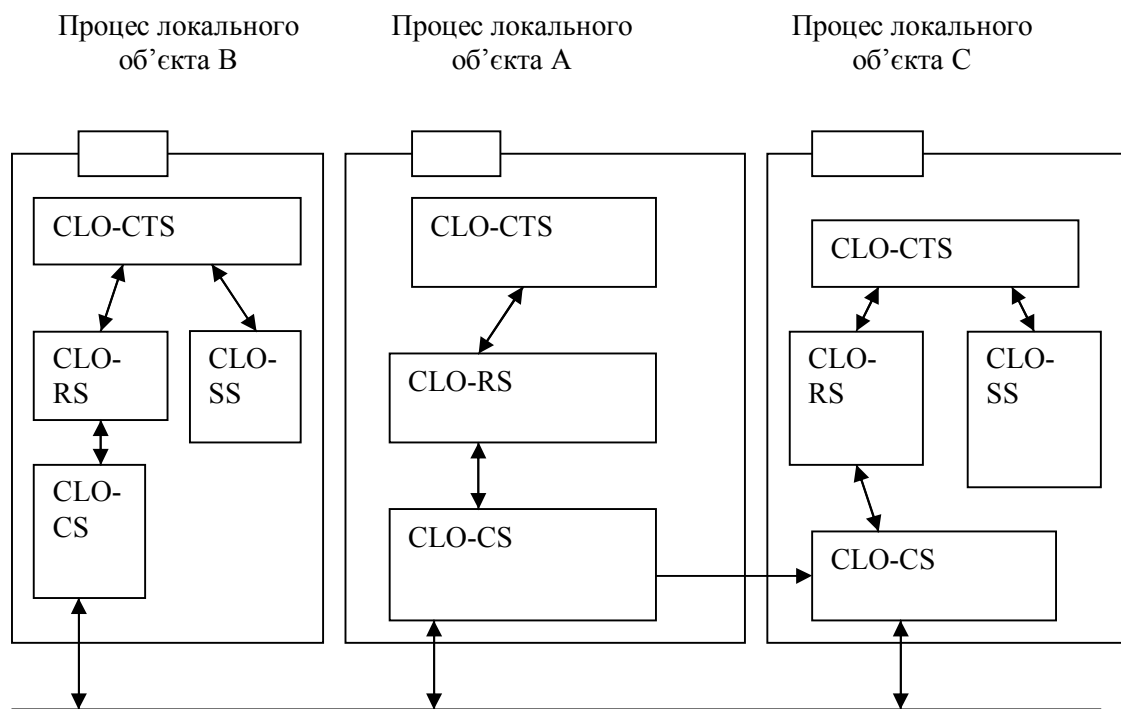 Процес локального
об’єкта В
Процес локального
об’єкта А
Процес локального
об’єкта С
CLO-CTS
CLO-
RS
CLO-
SS
CLO-
CS
CLO-CTS
CLO-RS
CLO-CS
CLO-CTS
CLO-
RS
CLO-
SS
CLO-CS